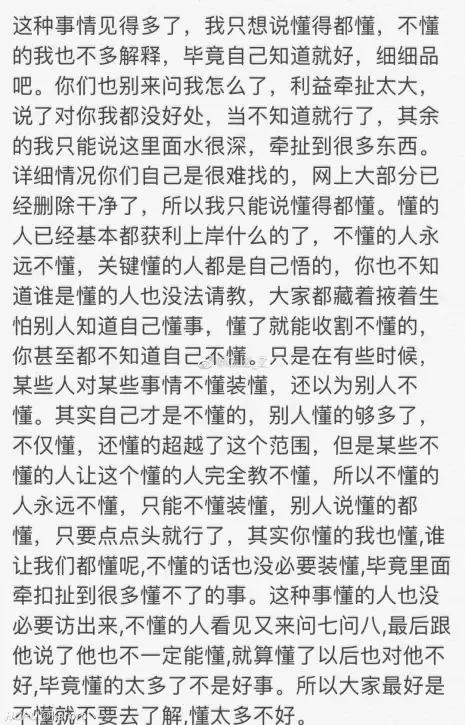 这种事情见得多了，我只想说懂得都懂，不懂
的我也不多解释，毕竟自己知道就好，细细品
吧。你们也别来问我怎么了，利益牵扯太大，
说了对你我都没好处，当不知道就行了，其余
的我只能说这里面水很深，牵扯到很多东西。
详细情况你们自己是很难找的，网上大部分已
经删除干净了，所以我只能说懂得都懂。懂的
人已经基本都获利上岸什么的了，不懂的人永
远不懂，关键懂的人都是自己悟的，你也不知
道谁是懂的人也没法请教，大家都藏着掖着生
怕别人知道自己懂事，懂了就能收割不懂的，
你甚至都不知道自己不懂。只是在有些时候，
某些人对某些事情不懂装懂，还以为别人不
懂。其实自己才是不懂的，别人懂的够多了，
不仅懂，还懂的超越了这个范围，但是某些不
懂的人让这个懂的人完全教不懂，所以不懂的
人永远不懂，只能不懂装懂，别人说懂的都
懂，只要点点头就行了，其实你懂的我也懂,谁
让我们都懂呢,不懂的话也没必要装懂,毕竟里面
牵扣扯到很多懂不了的事。这种事懂的人也没
必要访出来,不懂的人看见又来问七问八,最后跟
他说了他也不一定能懂,就算懂了以后也对他不
好,毕竟懂的太多了不是好事。所以大家最好是
不懂就不要去了解,懂太多不好。